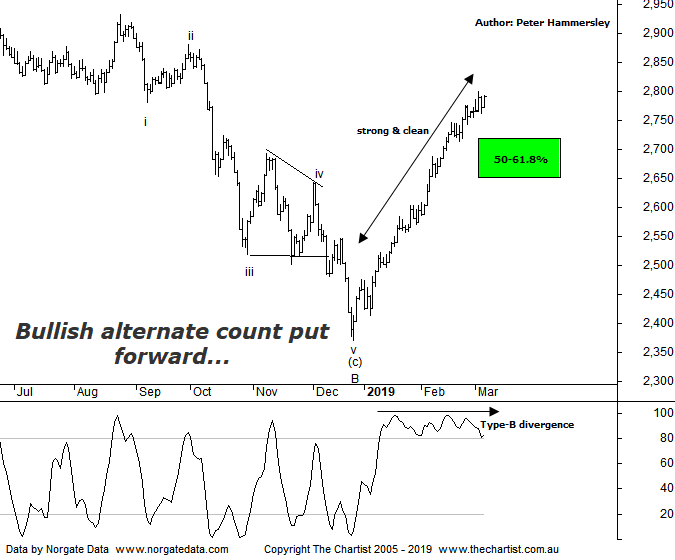 2,950
Author: Peter Hammersley
2,900
ii
2,850
2,800
i
2,750
strong & clean
2,700
50-61.8%
iv
2,650
2,600
2,550
iii
2,500
2,450
2,400
Bullish alternate count put
forward...
v
2,350
(c)
B
2,300
Jul Aug Sep Oct Nov Dec 2019 Feb Mar
100
Type-B divergence
80
60
40
20
Data by Norgate Data www.norgatedata.com Copyright The Chartist 2005 - 2019 www.thechartist.com.au